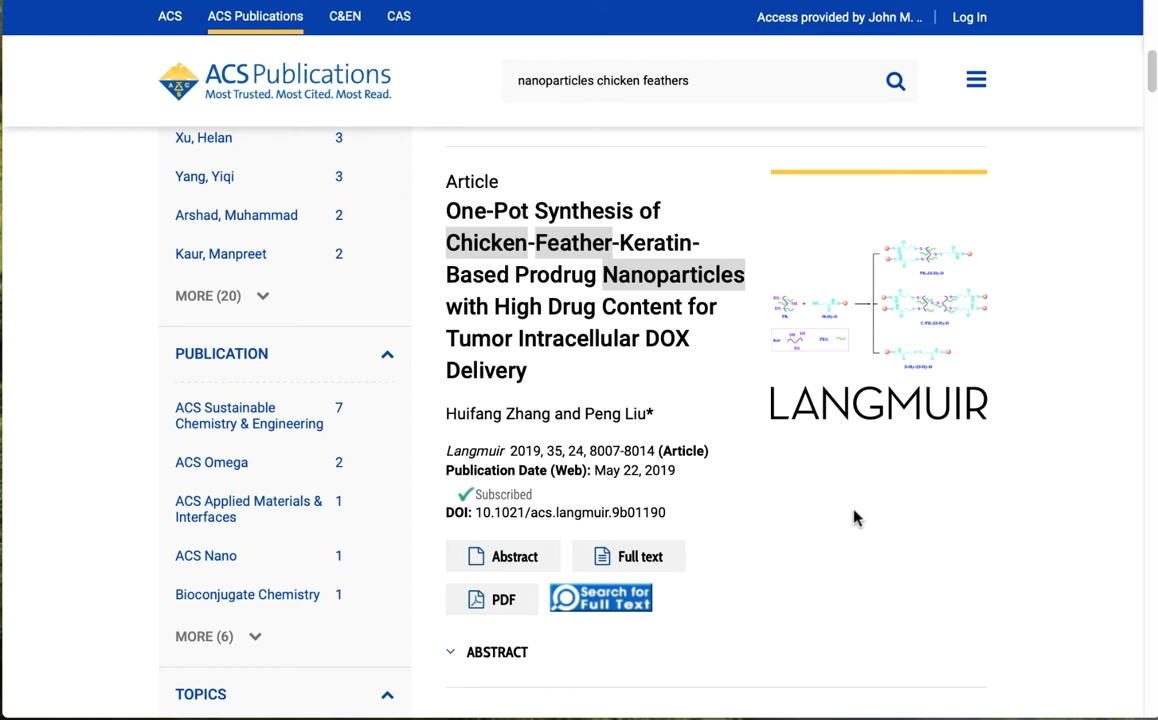 ACS ACS Publications C&EN CAS Access provided by John M. .. Log In
ACS Publications
Most Trusted. Most Cited. Most Read.
nanoparticles chicken feathers
Xu, Helan 3
Yang, Yiqi 3
Arshad, Muhammad 2
Kaur, Manpreet 2
MORE (20)
PUBLICATION
ACS Sustainable 7
Chemistry & Engineering
ACS Omega 2
ACS Applied Materials & 1
Interfaces
ACS Nano 1
Bioconjugate Chemistry 1
MORE (6)
TOPICS
Article
One-Pot Synthesis of
Chicken-Feather-Keratin-
Based Prodrug Nanoparticles
with High Drug Content for
Tumor Intracellular DOX
Delivery
Huifang Zhang and Peng Liu*
Langmuir 2019, 35, 24, 8007-8014 (Article)
Publication Date (Web): May 22, 2019
Subscribed
DOI: 10.1021/acs.langmuir.9b01190
Abstract Full text
PDF Search for
Full Text
ABSTRACT
PEG
LANGMUIR